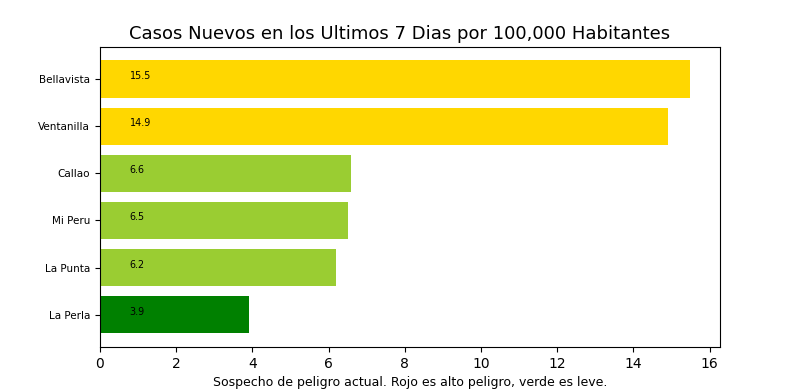 Casos Nuevos en los Ultimos 7 Dias por 100,000 Habitantes
Bellavista 15.5
Ventanilla 14.9
Callao 6.6
Mi Peru 6.5
La Punta 6.2
La Perla 3.9
0 2 4 6 8 10 12 14 16
Sospecho de peligro actual. Rojo es alto peligro, verde es leve.